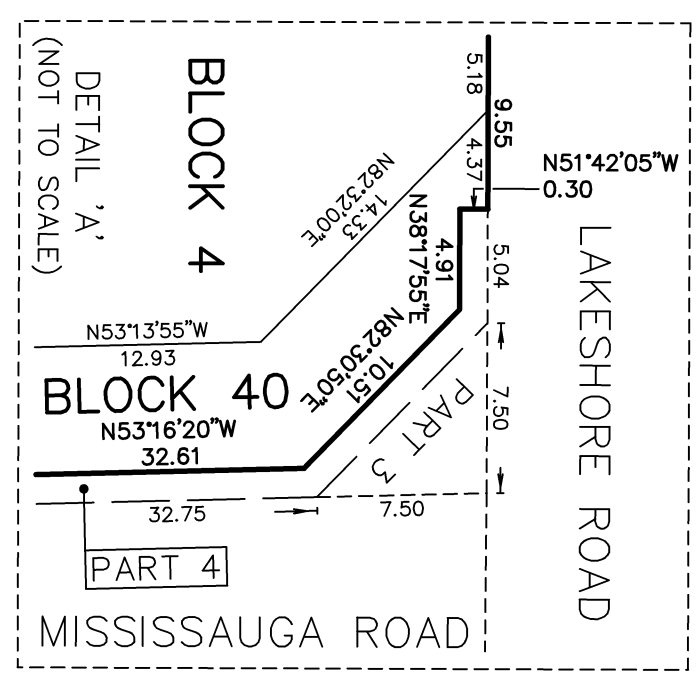 DETAIL 'A'
(NOT TO SCALE)
BLOCK 4
5.18
9.55
4.37
N51°42'05"W
0.30
N82°32'00"E
14.33
N38°17'55"E
4.91
5.04
LAKESHORE ROAD
N53°13'55"W
12.93
BLOCK 40
N82°30'50"E
10.51
PART 3
7.50
N53°16'20"W
32.61
32.75
7.50
PART 4
MISSISSAUGA ROAD